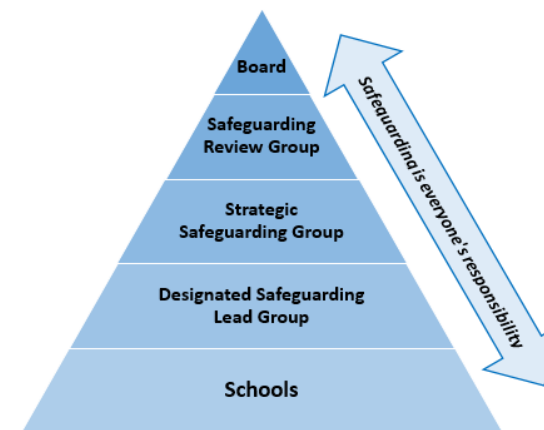 Board
Safeguarding
Review Group
Strategic
Safeguarding Group
Designated Safeguarding
Lead Group
Schools
Safeguarding is everyone's responsibility